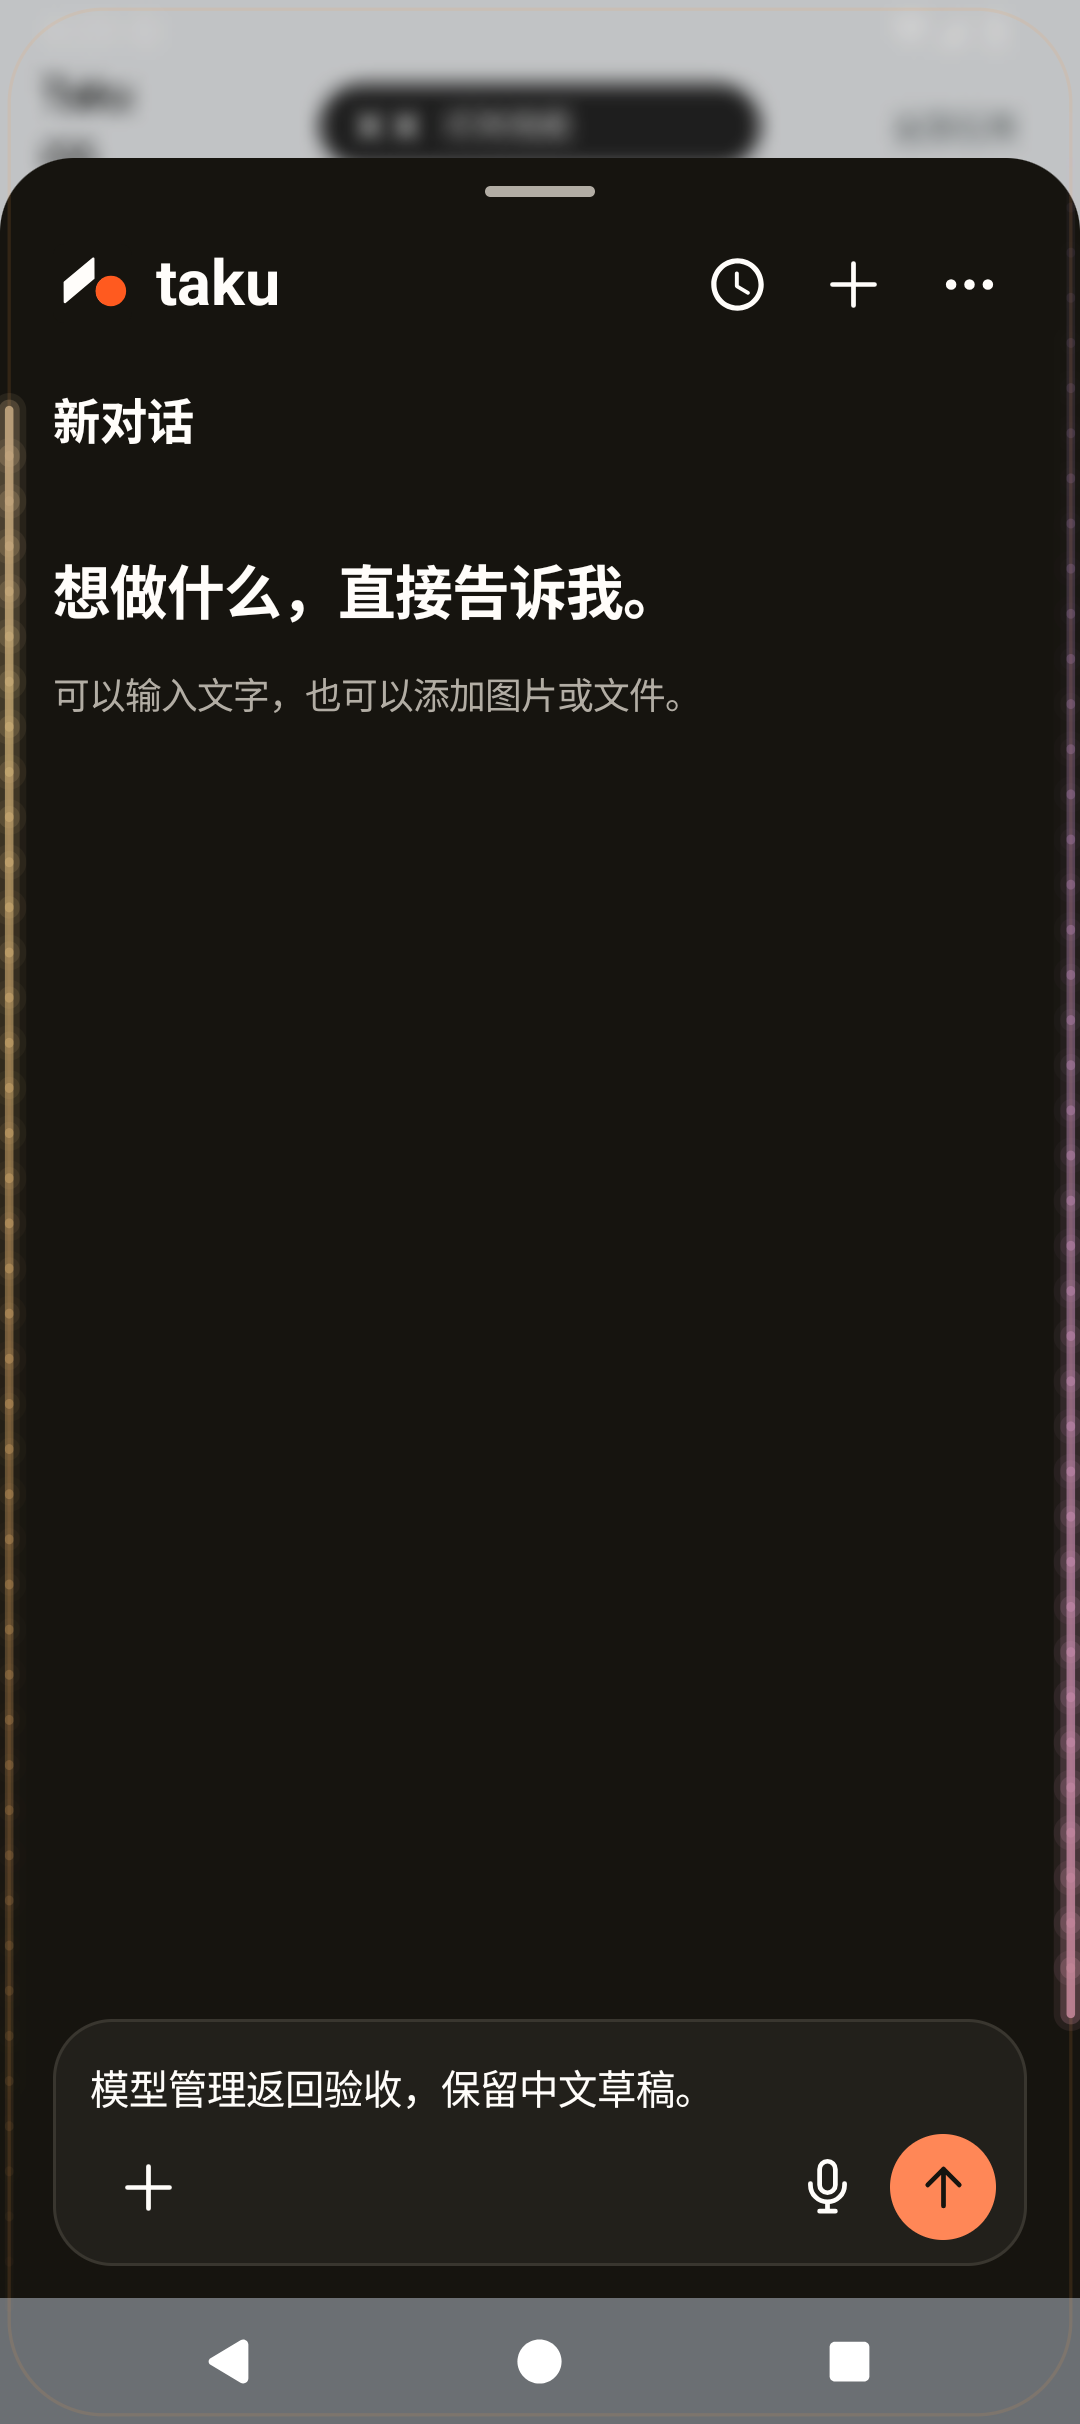 Taku
taku
新对话
想做什么，直接告诉我。
可以输入文字，也可以添加图片或文件。
模型管理返回验收，保留中文草稿。